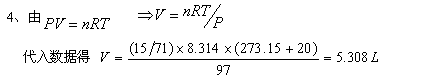 4、由 PV = nRT ⇒ V = nRT/P
代入数据得 V = (15/71)×8.314×(273.15+20)/97 = 5.308 L